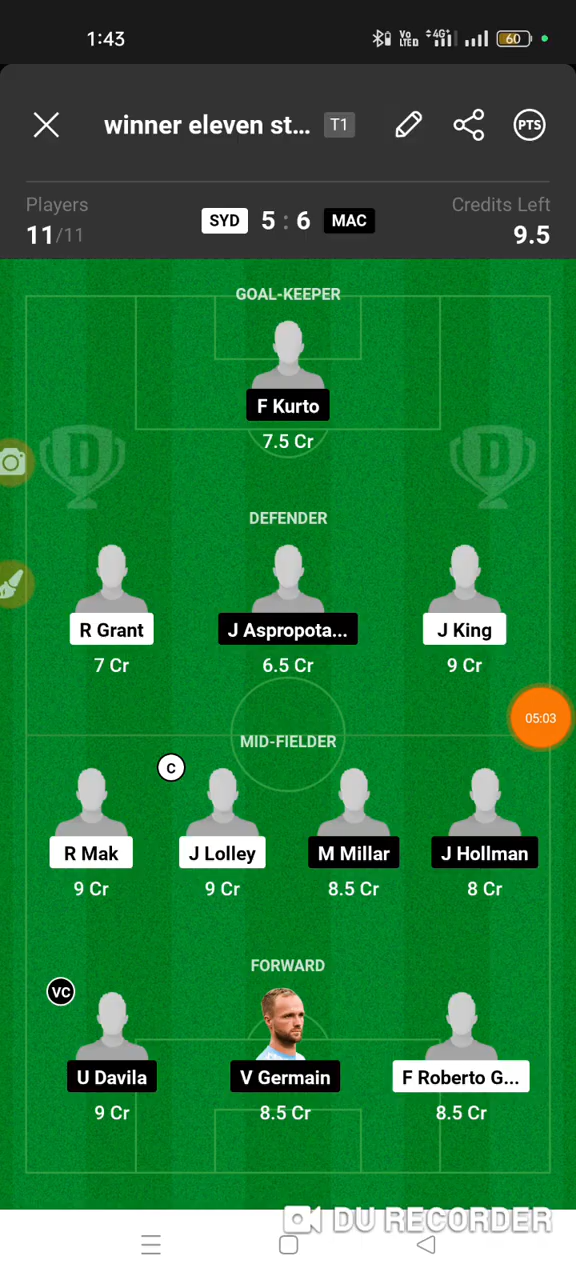 1:43
Vo LTED 4G 60
winner eleven st... T1 PTS
Players
SYD 5 : 6 MAC
Credits Left
11/11
9.5
GOAL-KEEPER
F Kurto
7.5 Cr
D D
DEFENDER
R Grant J Aspropota... J King
7 Cr 6.5 Cr 9 Cr
05:03
MID-FIELDER
C
R Mak J Lolley M Millar J Hollman
9 Cr 9 Cr 8.5 Cr 8 Cr
FORWARD
VC
U Davila V Germain F Roberto G...
9 Cr 8.5 Cr 8.5 Cr
DU RECORDER